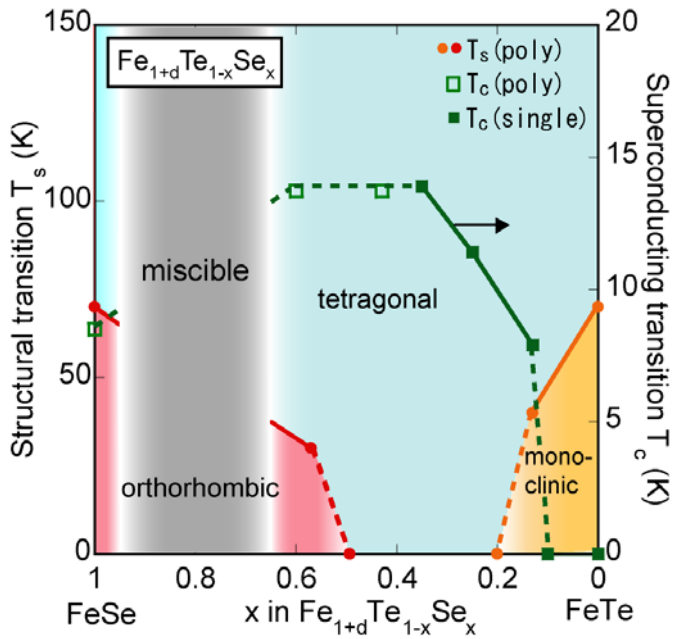 Fe1+dTe1-xSex
Ts(poly)
Tc(poly)
Tc(single)
Structural transition Ts (K)
Superconducting transition Tc (K)
150
100
50
0
20
15
10
5
0
miscible
tetragonal
orthorhombic
mono-
clinic
1
0.8
0.6
0.4
0.2
0
FeSe
x in Fe1+dTe1-xSex
FeTe